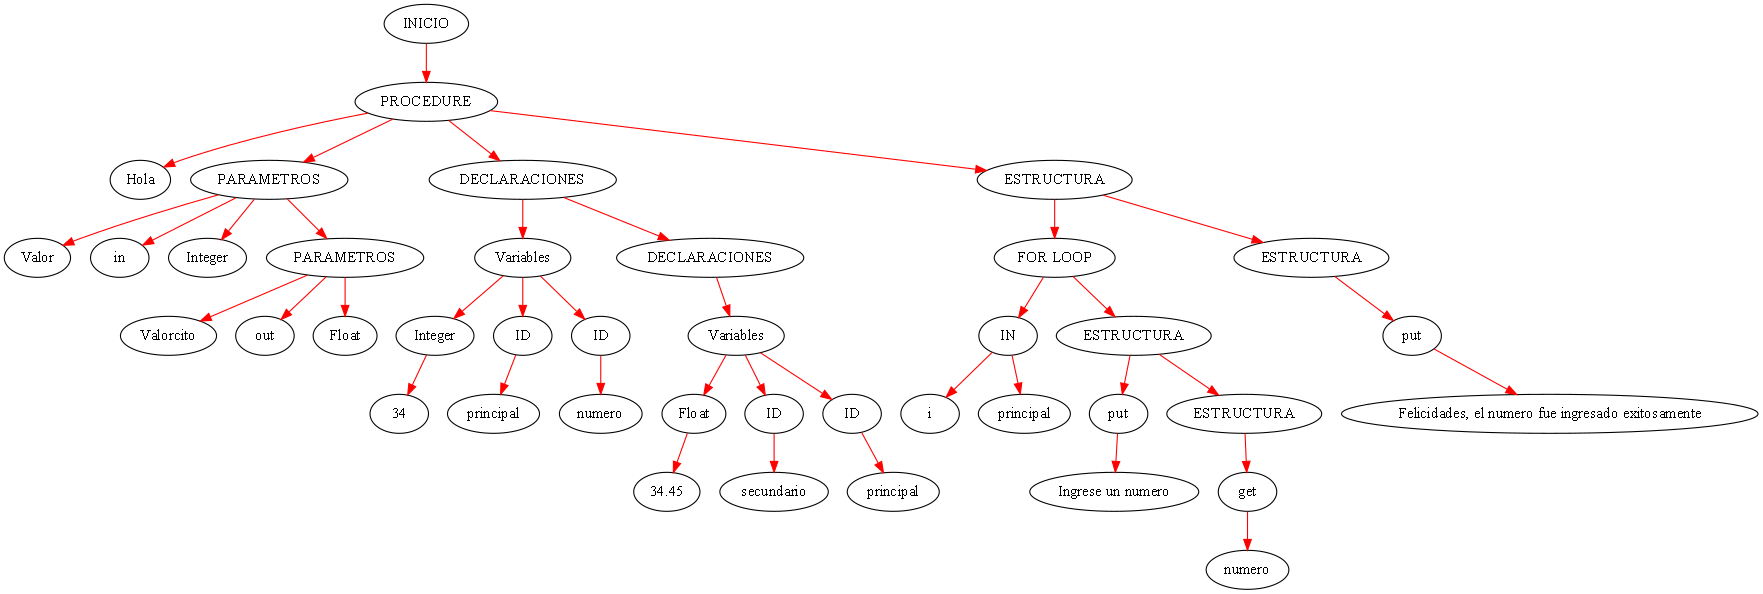 INICIO
PROCEDURE
Hola
PARAMETROS
DECLARACIONES
ESTRUCTURA
Valor
in
Integer
PARAMETROS
Variables
DECLARACIONES
FOR LOOP
ESTRUCTURA
Valorcito
out
Float
Integer
ID
ID
Variables
IN
ESTRUCTURA
put
34
principal
numero
Float
ID
ID
i
principal
put
ESTRUCTURA
Felicidades, el numero fue ingresado exitosamente
34.45
secundario
principal
Ingrese un numero
get
numero